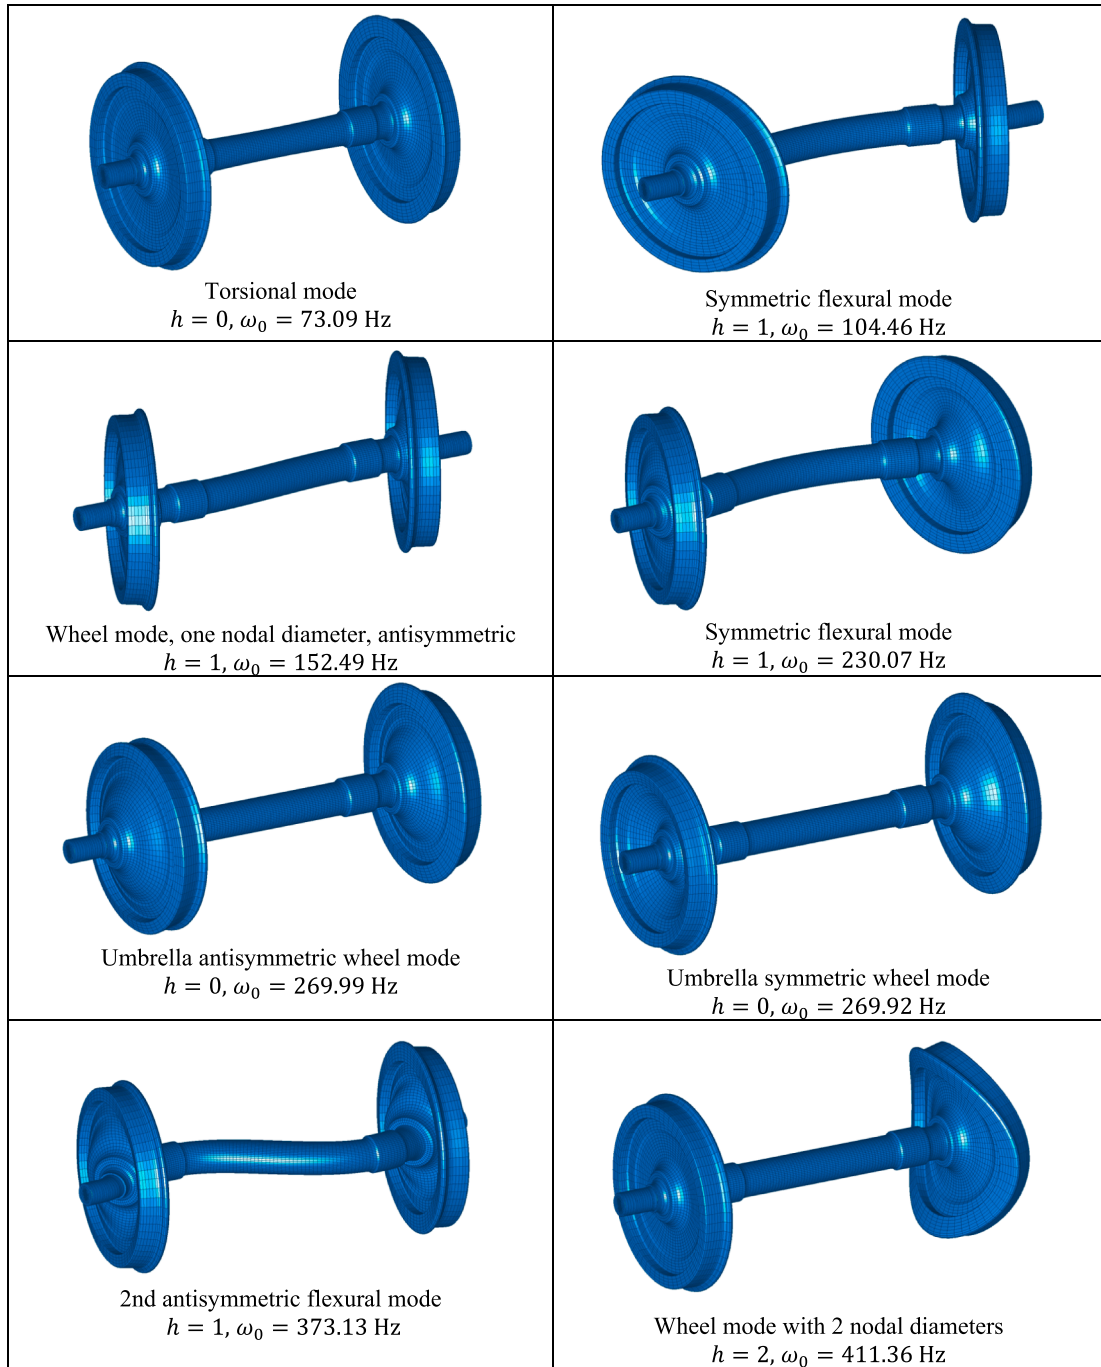 Torsional mode
h = 0, ω₀ = 73.09 Hz
Symmetric flexural mode
h = 1, ω₀ = 104.46 Hz
Wheel mode, one nodal diameter, antisymmetric
h = 1, ω₀ = 152.49 Hz
Symmetric flexural mode
h = 1, ω₀ = 230.07 Hz
Umbrella antisymmetric wheel mode
h = 0, ω₀ = 269.99 Hz
Umbrella symmetric wheel mode
h = 0, ω₀ = 269.92 Hz
2nd antisymmetric flexural mode
h = 1, ω₀ = 373.13 Hz
Wheel mode with 2 nodal diameters
h = 2, ω₀ = 411.36 Hz